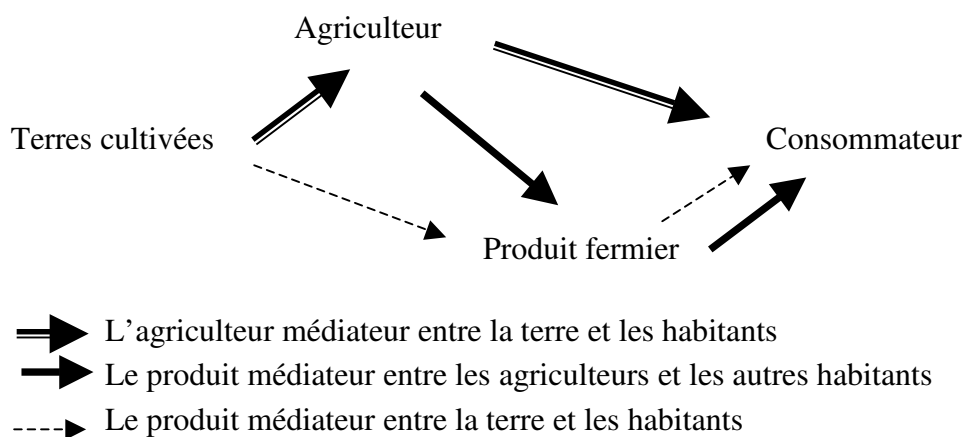 Agriculteur
Terres cultivées
Consommateur
Produit fermier
L’agriculteur médiateur entre la terre et les habitants
Le produit médiateur entre les agriculteurs et les autres habitants
Le produit médiateur entre la terre et les habitants